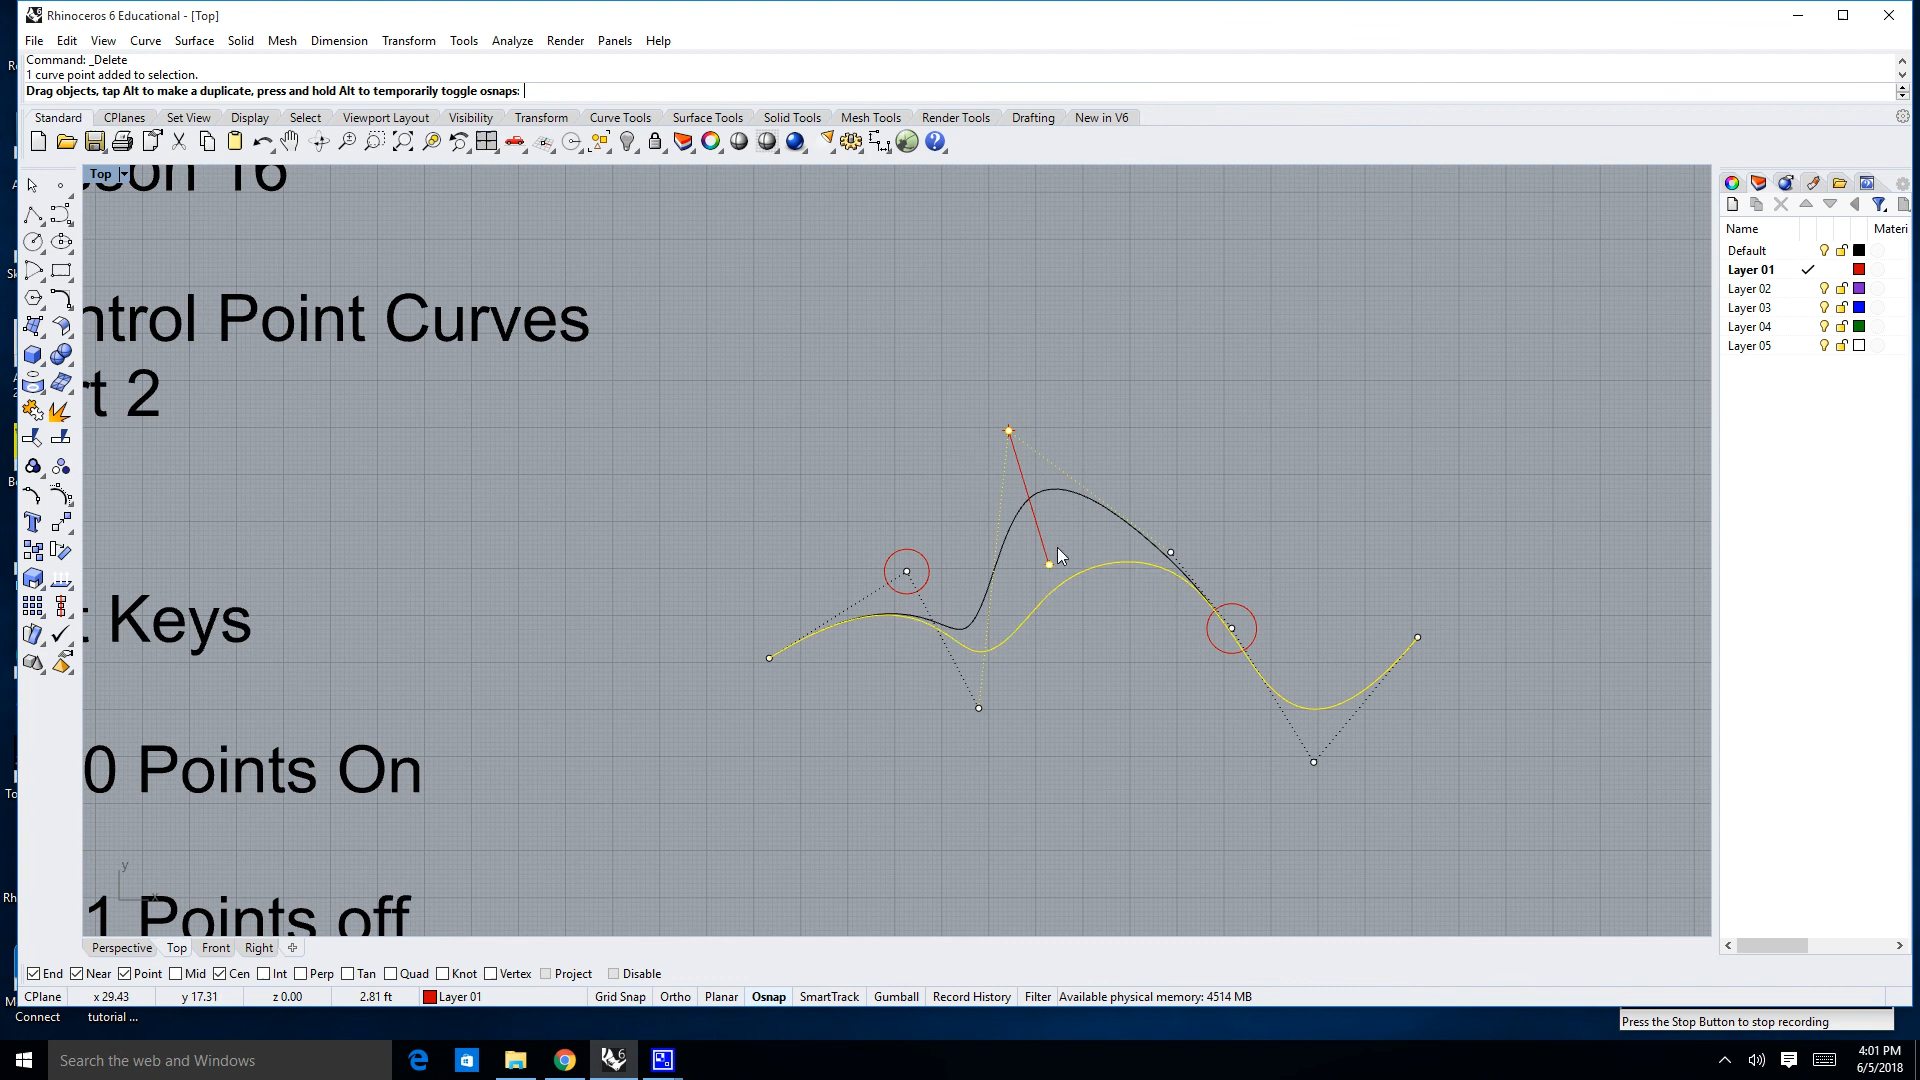 Rhinoceros 6 Educational - [Top]
File Edit View Curve Surface Solid Mesh Dimension Transform Tools Analyze Render Panels Help
Command: _Delete
1 curve point added to selection.
Drag objects, tap Alt to make a duplicate, press and hold Alt to temporarily toggle osnaps:
Standard CPlanes Set View Display Select Viewport Layout Visibility Transform Curve Tools Surface Tools Solid Tools Mesh Tools Render Tools Drafting New in V6
Top
sson 16
ntrol Point Curves
rt 2
t Keys
0 Points On
1 Points off
y
x
Name Materi
Default
Layer 01
Layer 02
Layer 03
Layer 04
Layer 05
Perspective Top Front Right
End Near Point Mid Cen Int Perp Tan Quad Knot Vertex Project Disable
CPlane x 29.43 y 17.31 z 0.00 2.81 ft Layer 01 Grid Snap Ortho Planar Osnap SmartTrack Gumball Record History Filter Available physical memory: 4514 MB
Connect tutorial ...
Press the Stop Button to stop recording
Search the web and Windows
4:01 PM
6/5/2018